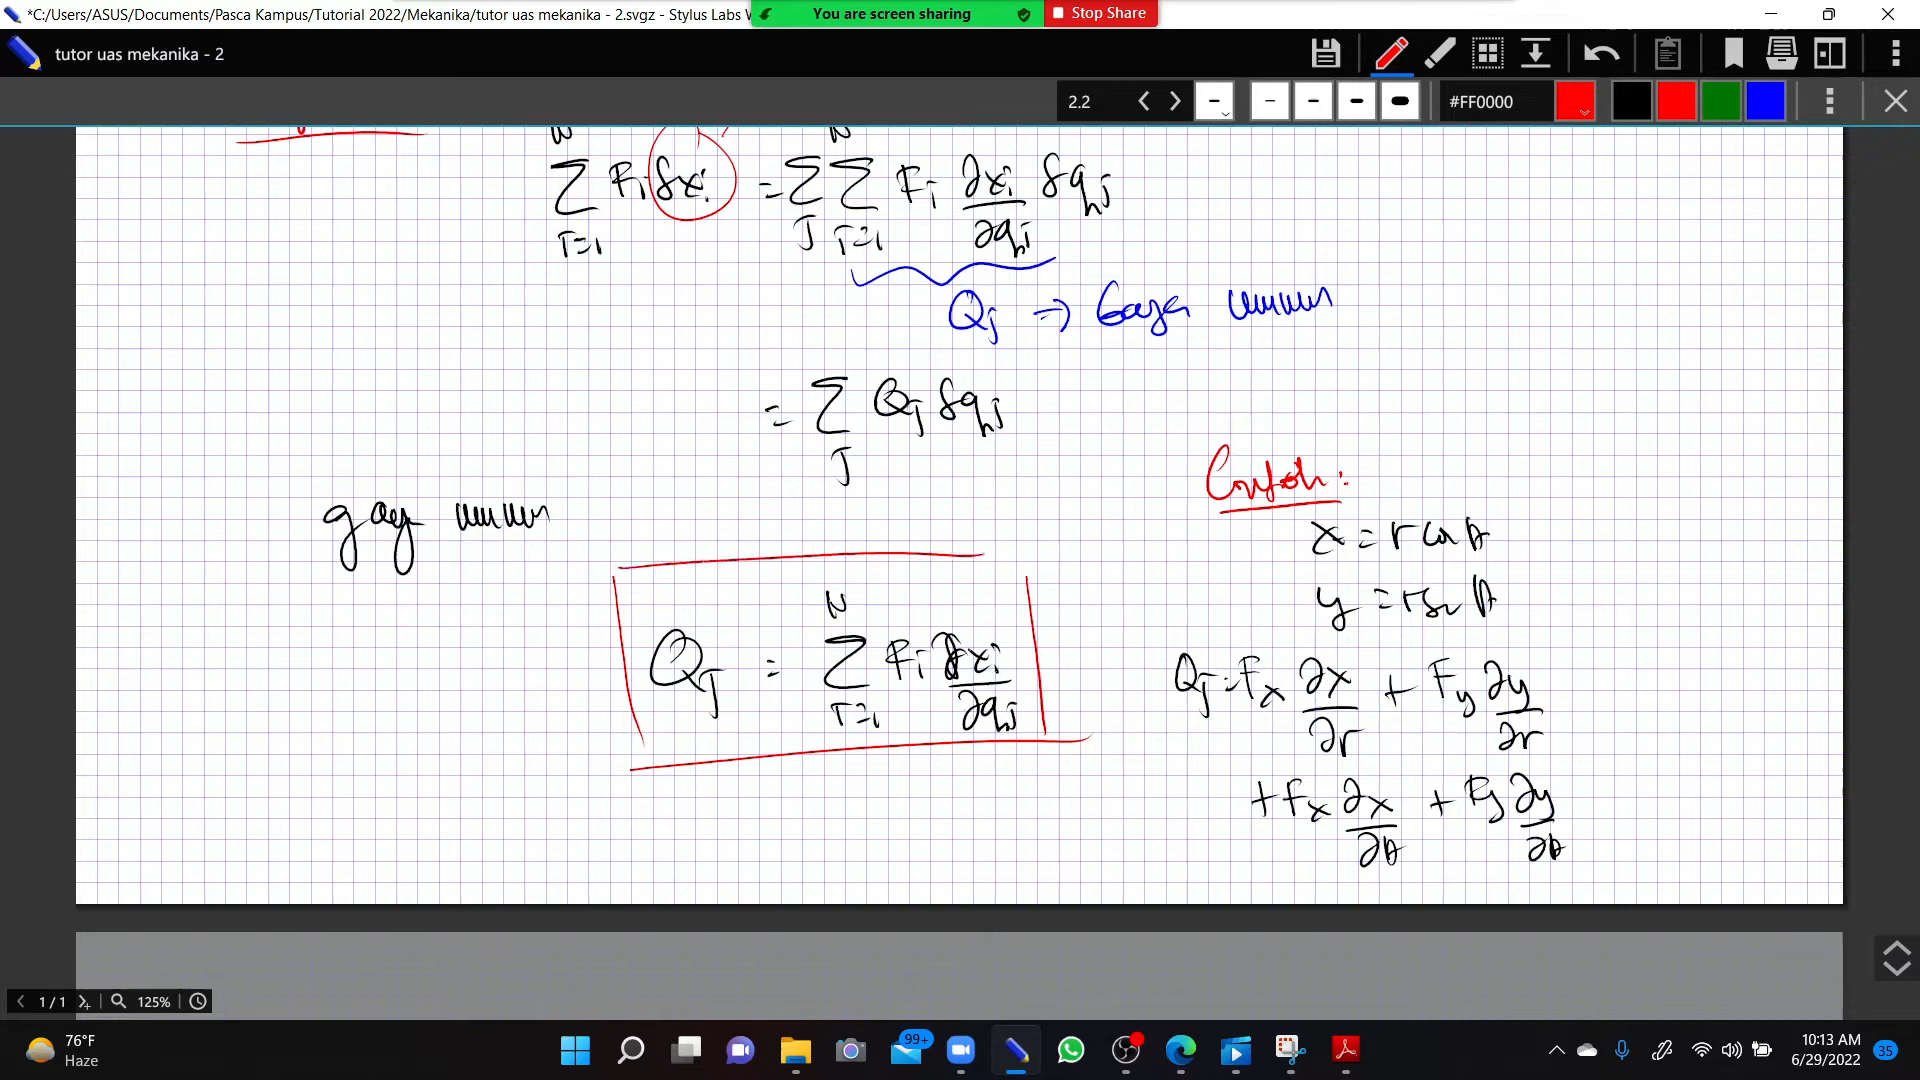 *C:/Users/ASUS/Documents/Pasca Kampus/Tutorial 2022/Mekanika/tutor uas mekanika - 2.svgz - Stylus Labs W
You are screen sharing
Stop Share
tutor uas mekanika - 2
2.2
#FF0000
N N
∑ Fᵢ δxᵢ = ∑ ∑ Fᵢ ∂xᵢ/∂qⱼ δqⱼ
i=1 j i=1
Qⱼ ⇒ Gaya umum
= ∑ Qⱼ δqⱼ
j
Contoh:
gay umum
x = r cos θ
y = r sin θ
N
Qⱼ = ∑ Fᵢ ∂xᵢ/∂qⱼ
i=1
Qⱼ = Fx ∂x/∂r + Fy ∂y/∂r
+ Fx ∂x/∂θ + Fy ∂y/∂θ
1 / 1
125%
76°F
Haze
99+
10:13 AM
6/29/2022
35